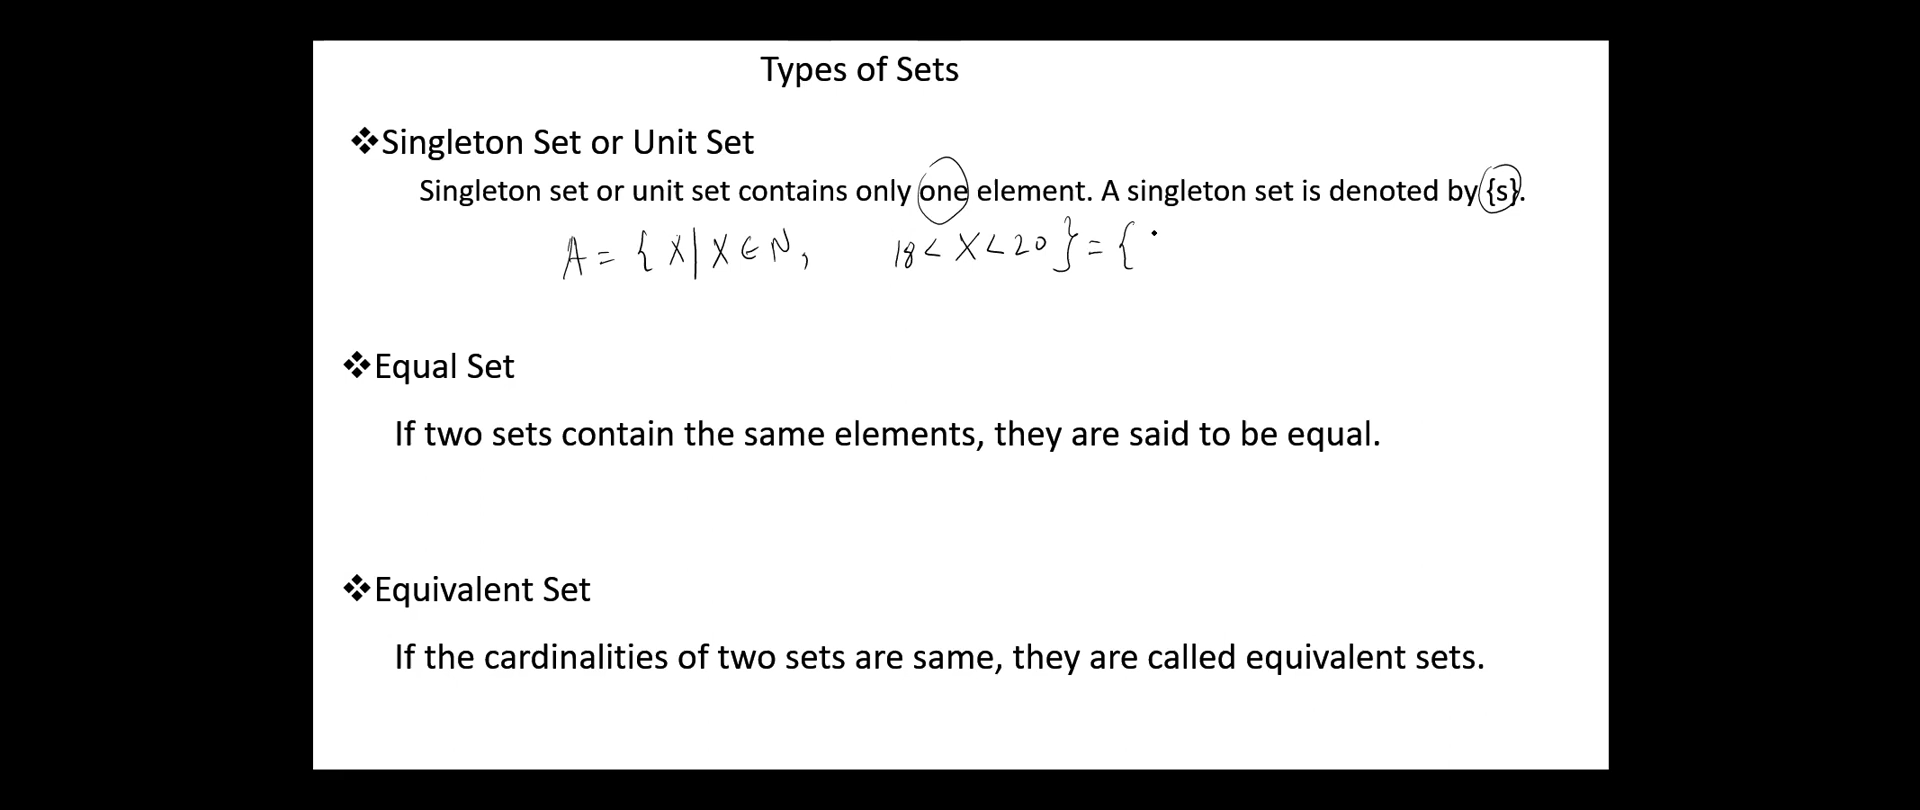 Types of Sets
❖Singleton Set or Unit Set
Singleton set or unit set contains only one element. A singleton set is denoted by {s}.
A = { X | X ∈ N, 18 < X < 20 } = {
❖Equal Set
If two sets contain the same elements, they are said to be equal.
❖Equivalent Set
If the cardinalities of two sets are same, they are called equivalent sets.